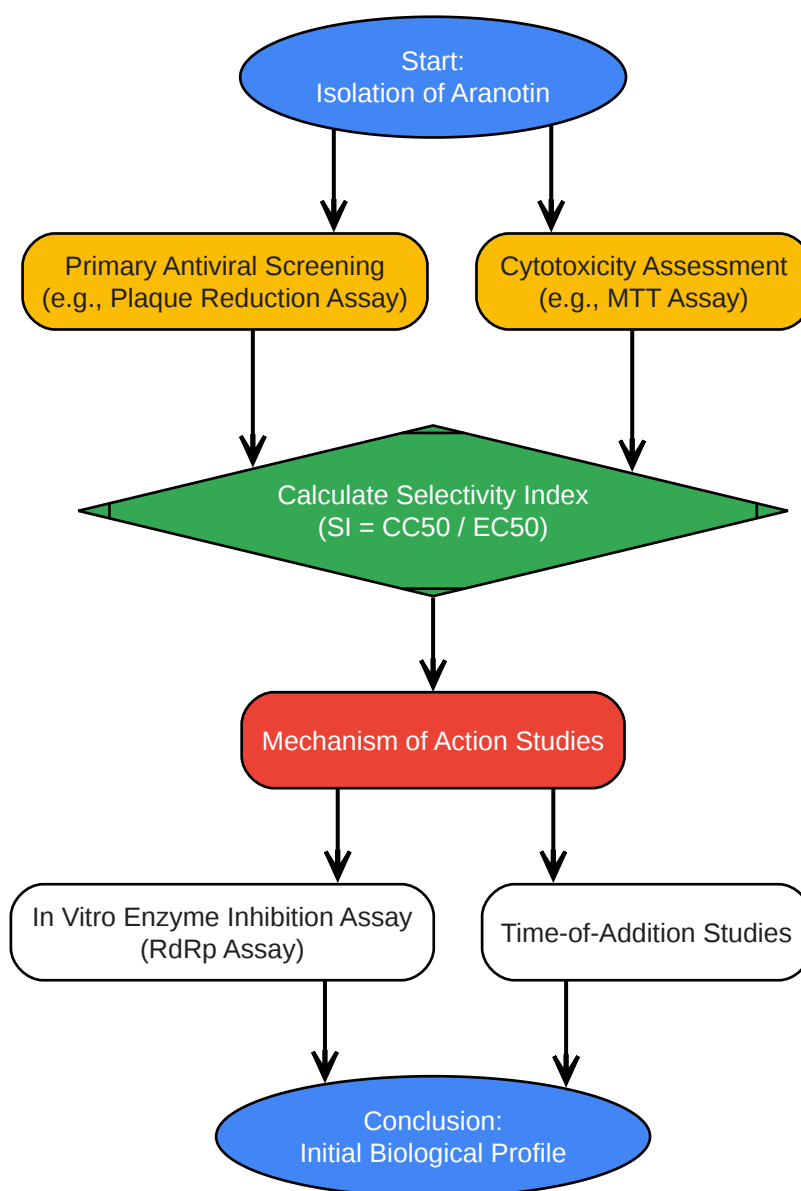 Start:
Isolation of Aranotin
Primary Antiviral Screening
(e.g., Plaque Reduction Assay)
Cytotoxicity Assessment
(e.g., MTT Assay)
Calculate Selectivity Index
(SI = CC50 / EC50)
Mechanism of Action Studies
In Vitro Enzyme Inhibition Assay
(RdRp Assay)
Time-of-Addition Studies
Conclusion:
Initial Biological Profile